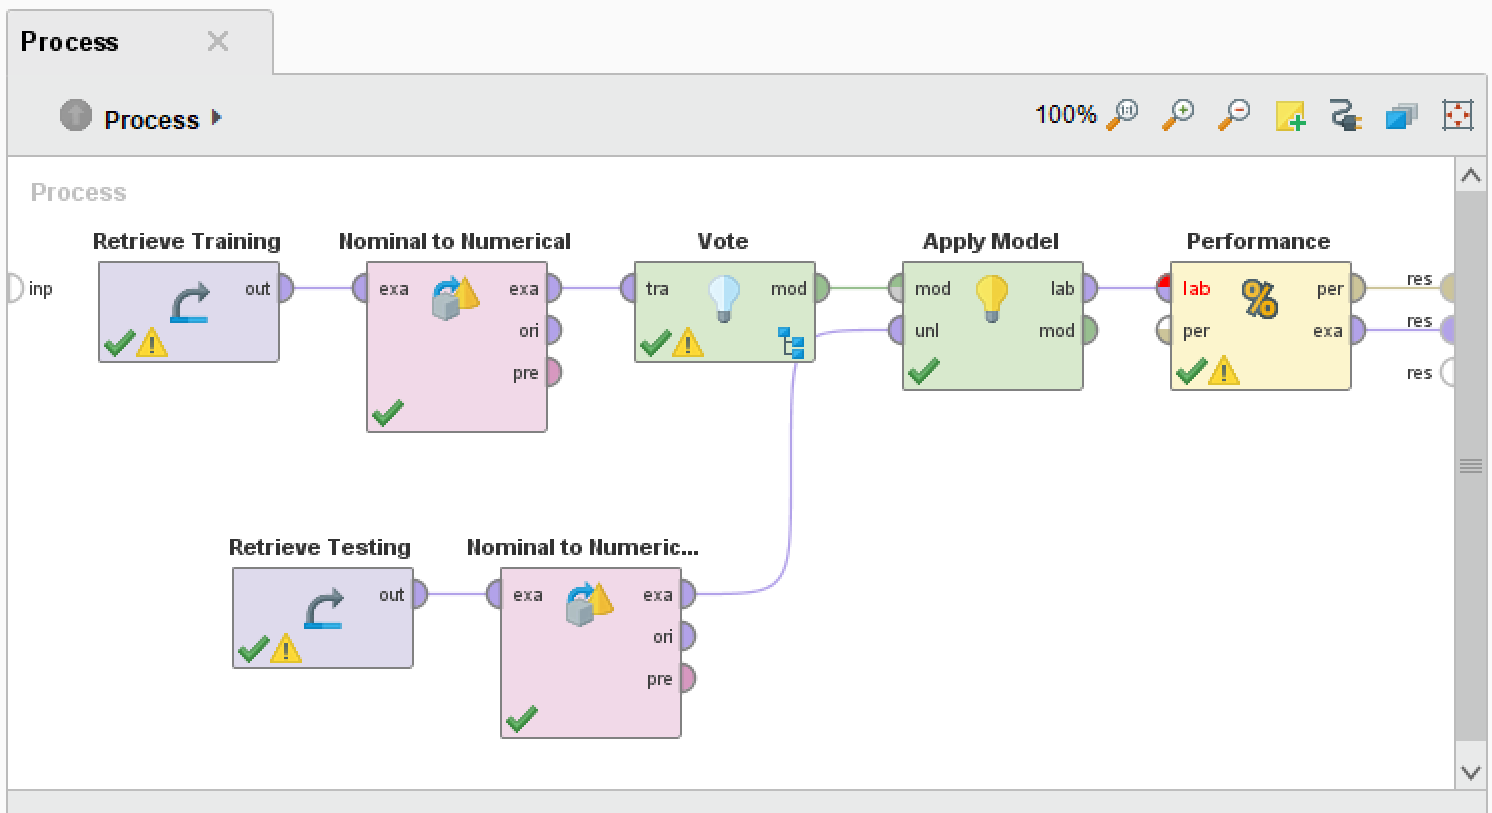 Process
Process
100%
Process
Retrieve Training
Nominal to Numerical
Vote
Apply Model
Performance
inp
out
exa
exa
ori
pre
tra
mod
mod
unl
lab
mod
lab
per
per
exa
res
res
res
Retrieve Testing
Nominal to Numeric...
out
exa
exa
ori
pre